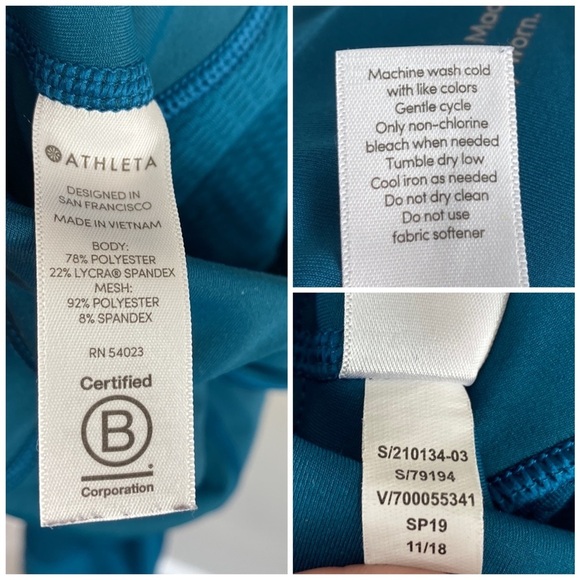 ATHLETA
DESIGNED IN
SAN FRANCISCO
MADE IN VIETNAM
BODY:
78% POLYESTER
22% LYCRA® SPANDEX
MESH:
92% POLYESTER
8% SPANDEX
RN 54023
Certified
B
Corporation
Machine wash cold
with like colors
Gentle cycle
Only non-chlorine
bleach when needed
Tumble dry low
Cool iron as needed
Do not dry clean
Do not use
fabric softener
S/210134-03
S/79194
V/700055341
SP19
11/18